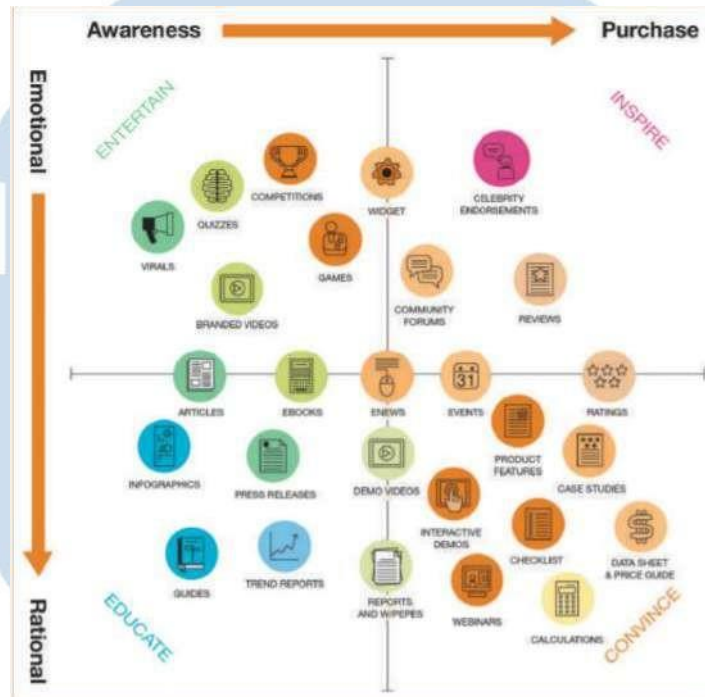 Awareness
Purchase
Emotional
ENTERTAIN
INSPIRE
COMPETITIONS
WIDGET
CELEBRITY
ENDORSEMENTS
QUIZZES
VIRALS
GAMES
COMMUNITY
FORUMS
REVIEWS
BRANDED VIDEOS
31
ARTICLES
EBOOKS
ENEWS
EVENTS
RATINGS
PRODUCT
FEATURES
INFOGRAPHICS
PRESS RELEASES
DEMO VIDEOS
CASE STUDIES
INTERACTIVE
DEMOS
CHECKLIST
DATA SHEET
& PRICE GUIDE
GUIDES
TREND REPORTS
REPORTS
AND W/PEPES
WEBINARS
CALCULATIONS
Rational
EDUCATE
CONVINCE